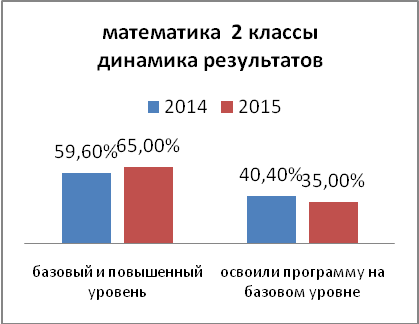 математика 2 классы
динамика результатов
2014 2015
59,60% 65,00%
40,40% 35,00%
базовый и повышенный
уровень
освоили программу на
базовом уровне